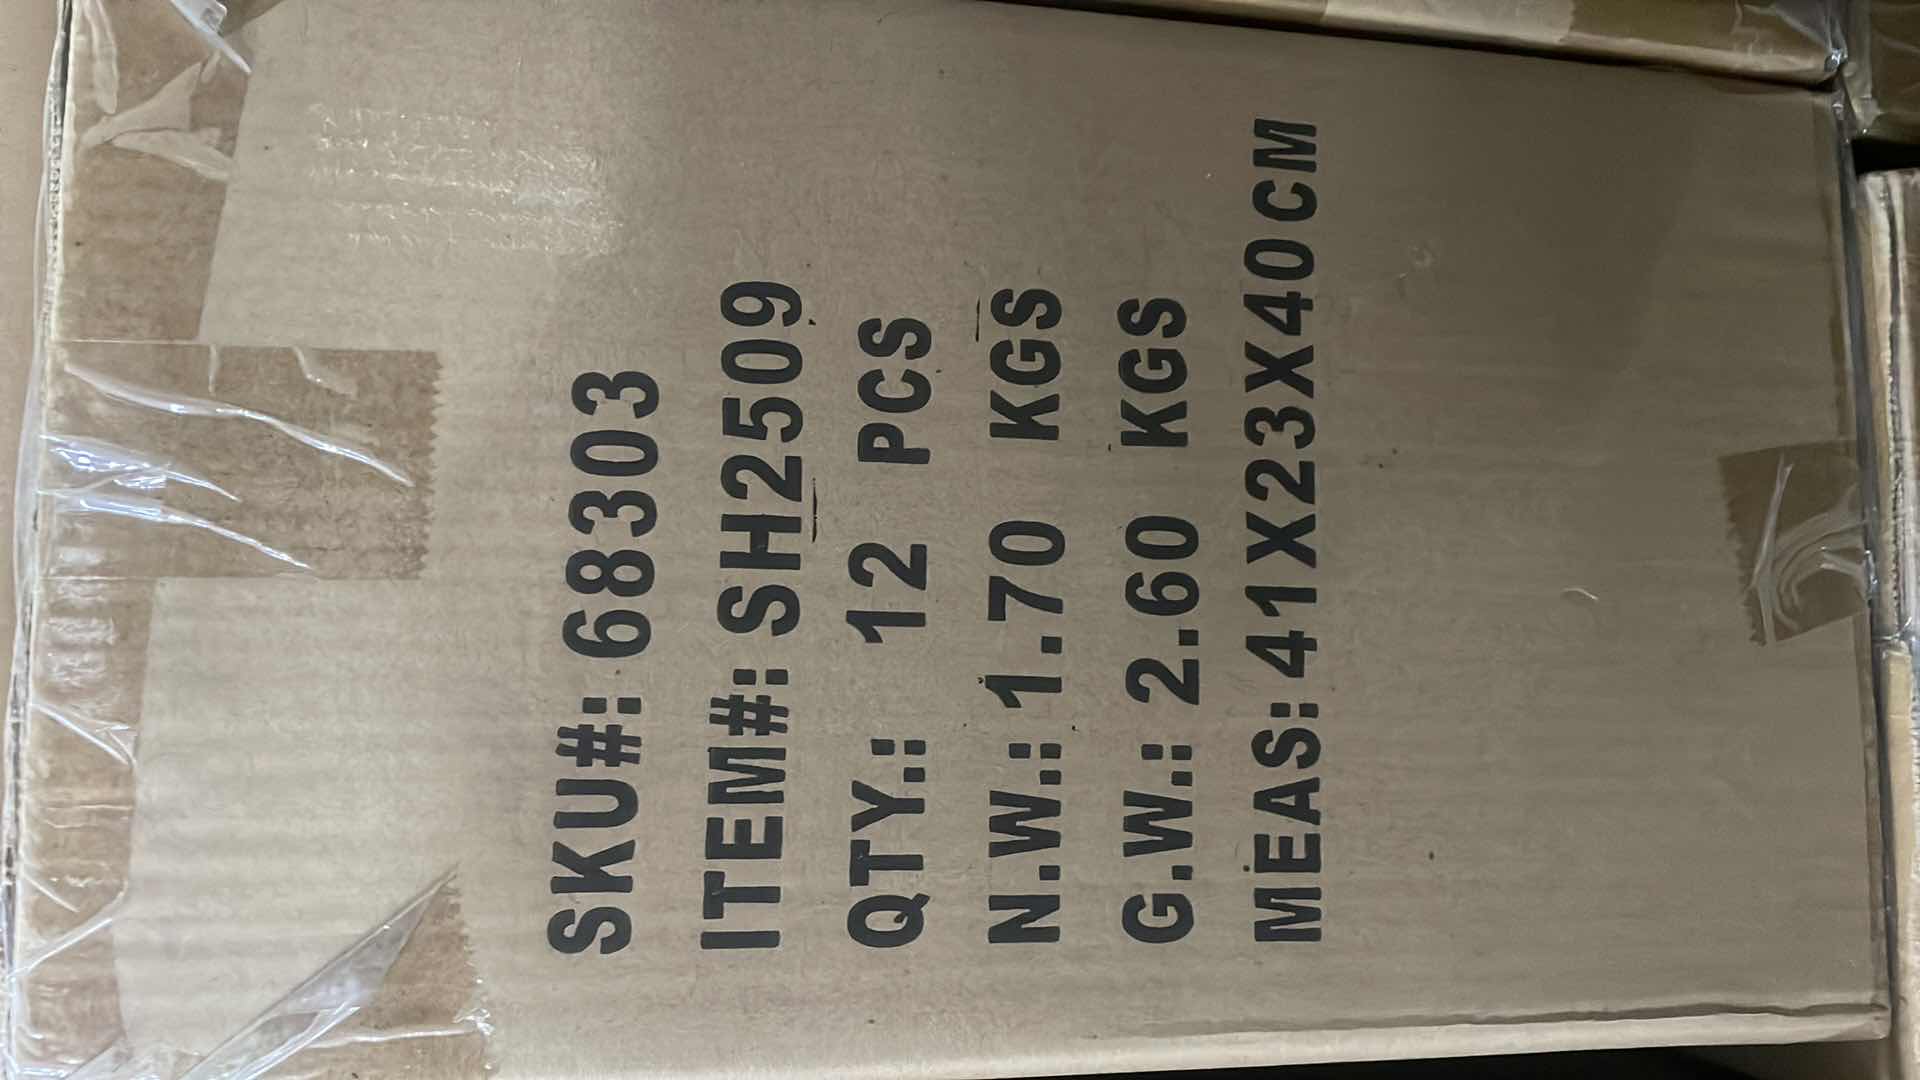 SKU#: 68303
ITEM#: SH2509
QTY.: 12 PCS
N.W.: 1.70 KGS
G.W.: 2.60 KGS
MEAS: 41X23X40CM